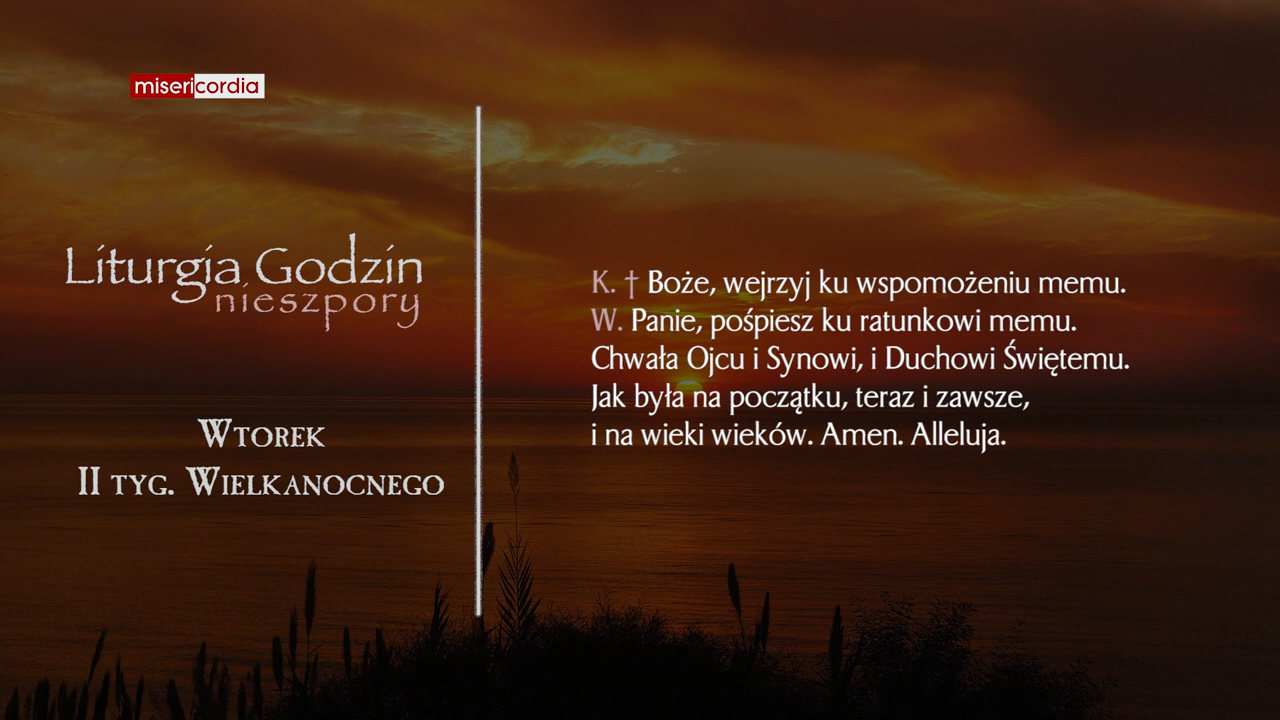 misericordia
Liturgia Godzin
nieszpory
Wtorek
II tyg. Wielkanocnego
K. † Boże, wejrzyj ku wspomożeniu memu.
W. Panie, pośpiesz ku ratunkowi memu.
Chwała Ojcu i Synowi, i Duchowi Świętemu.
Jak była na początku, teraz i zawsze,
i na wieki wieków. Amen. Alleluja.